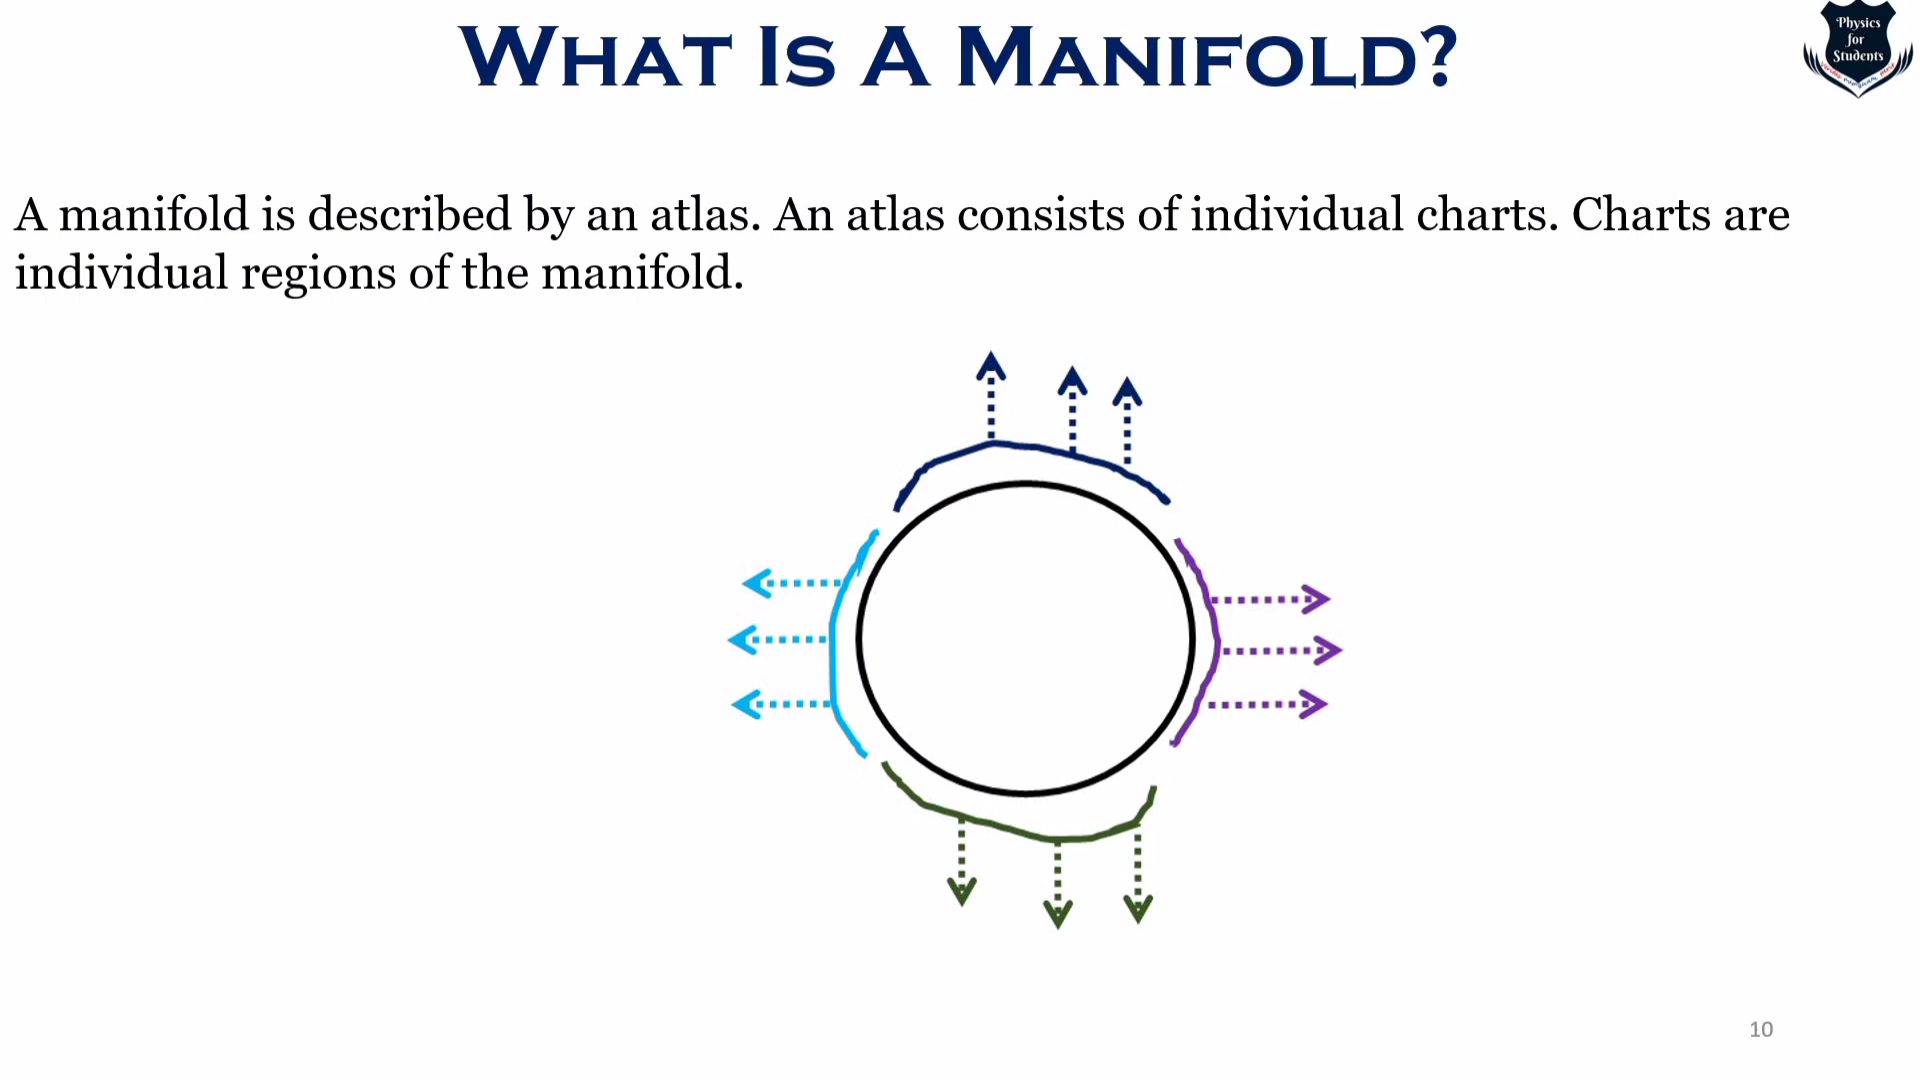 WHAT IS A MANIFOLD?
Physics
for
Students
A manifold is described by an atlas. An atlas consists of individual charts. Charts are
individual regions of the manifold.
10